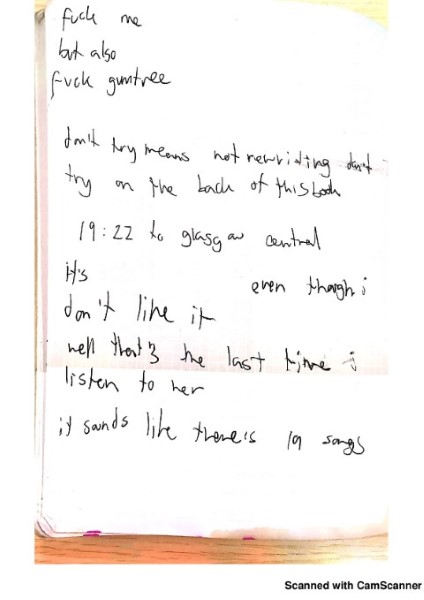 fuck me
but also
fuck gumtree
don't try means not rewriting don't
try on the back of this book
19:22 to glasgow central
it's even though i
don't like it
well that's the last time i
listen to her
it sounds like there's 19 songs
Scanned with CamScanner